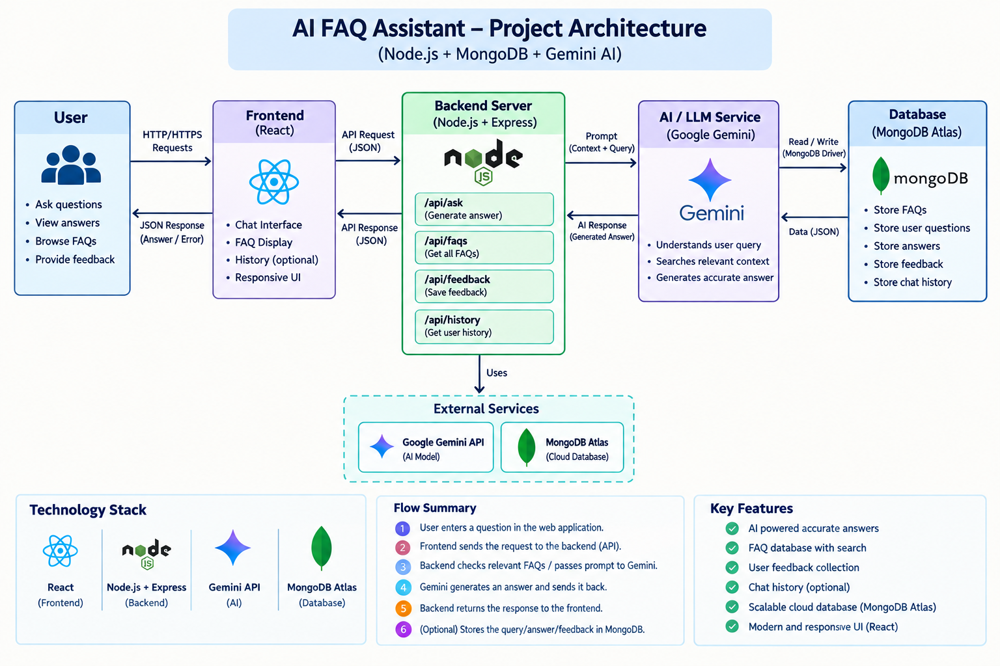 AI FAQ Assistant – Project Architecture
(Node.js + MongoDB + Gemini AI)
User
Ask questions
View answers
Browse FAQs
Provide feedback
HTTP/HTTPS
Requests
JSON Response
(Answer / Error)
Frontend
(React)
Chat Interface
FAQ Display
History (optional)
Responsive UI
API Request
(JSON)
API Response
(JSON)
Backend Server
(Node.js + Express)
node
JS
/api/ask
(Generate answer)
/api/faqs
(Get all FAQs)
/api/feedback
(Save feedback)
/api/history
(Get user history)
Prompt
(Context + Query)
AI Response
(Generated Answer)
AI / LLM Service
(Google Gemini)
Gemini
Understands user query
Searches relevant context
Generates accurate answer
Read / Write
(MongoDB Driver)
Data (JSON)
Database
(MongoDB Atlas)
mongoDB
Store FAQs
Store user questions
Store answers
Store feedback
Store chat history
Uses
External Services
Google Gemini API
(AI Model)
MongoDB Atlas
(Cloud Database)
Technology Stack
React
(Frontend)
node
JS
Node.js + Express
(Backend)
Gemini API
(AI)
MongoDB Atlas
(Database)
Flow Summary
1 User enters a question in the web application.
2 Frontend sends the request to the backend (API).
3 Backend checks relevant FAQs / passes prompt to Gemini.
4 Gemini generates an answer and sends it back.
5 Backend returns the response to the frontend.
6 (Optional) Stores the query/answer/feedback in MongoDB.
Key Features
AI powered accurate answers
FAQ database with search
User feedback collection
Chat history (optional)
Scalable cloud database (MongoDB Atlas)
Modern and responsive UI (React)